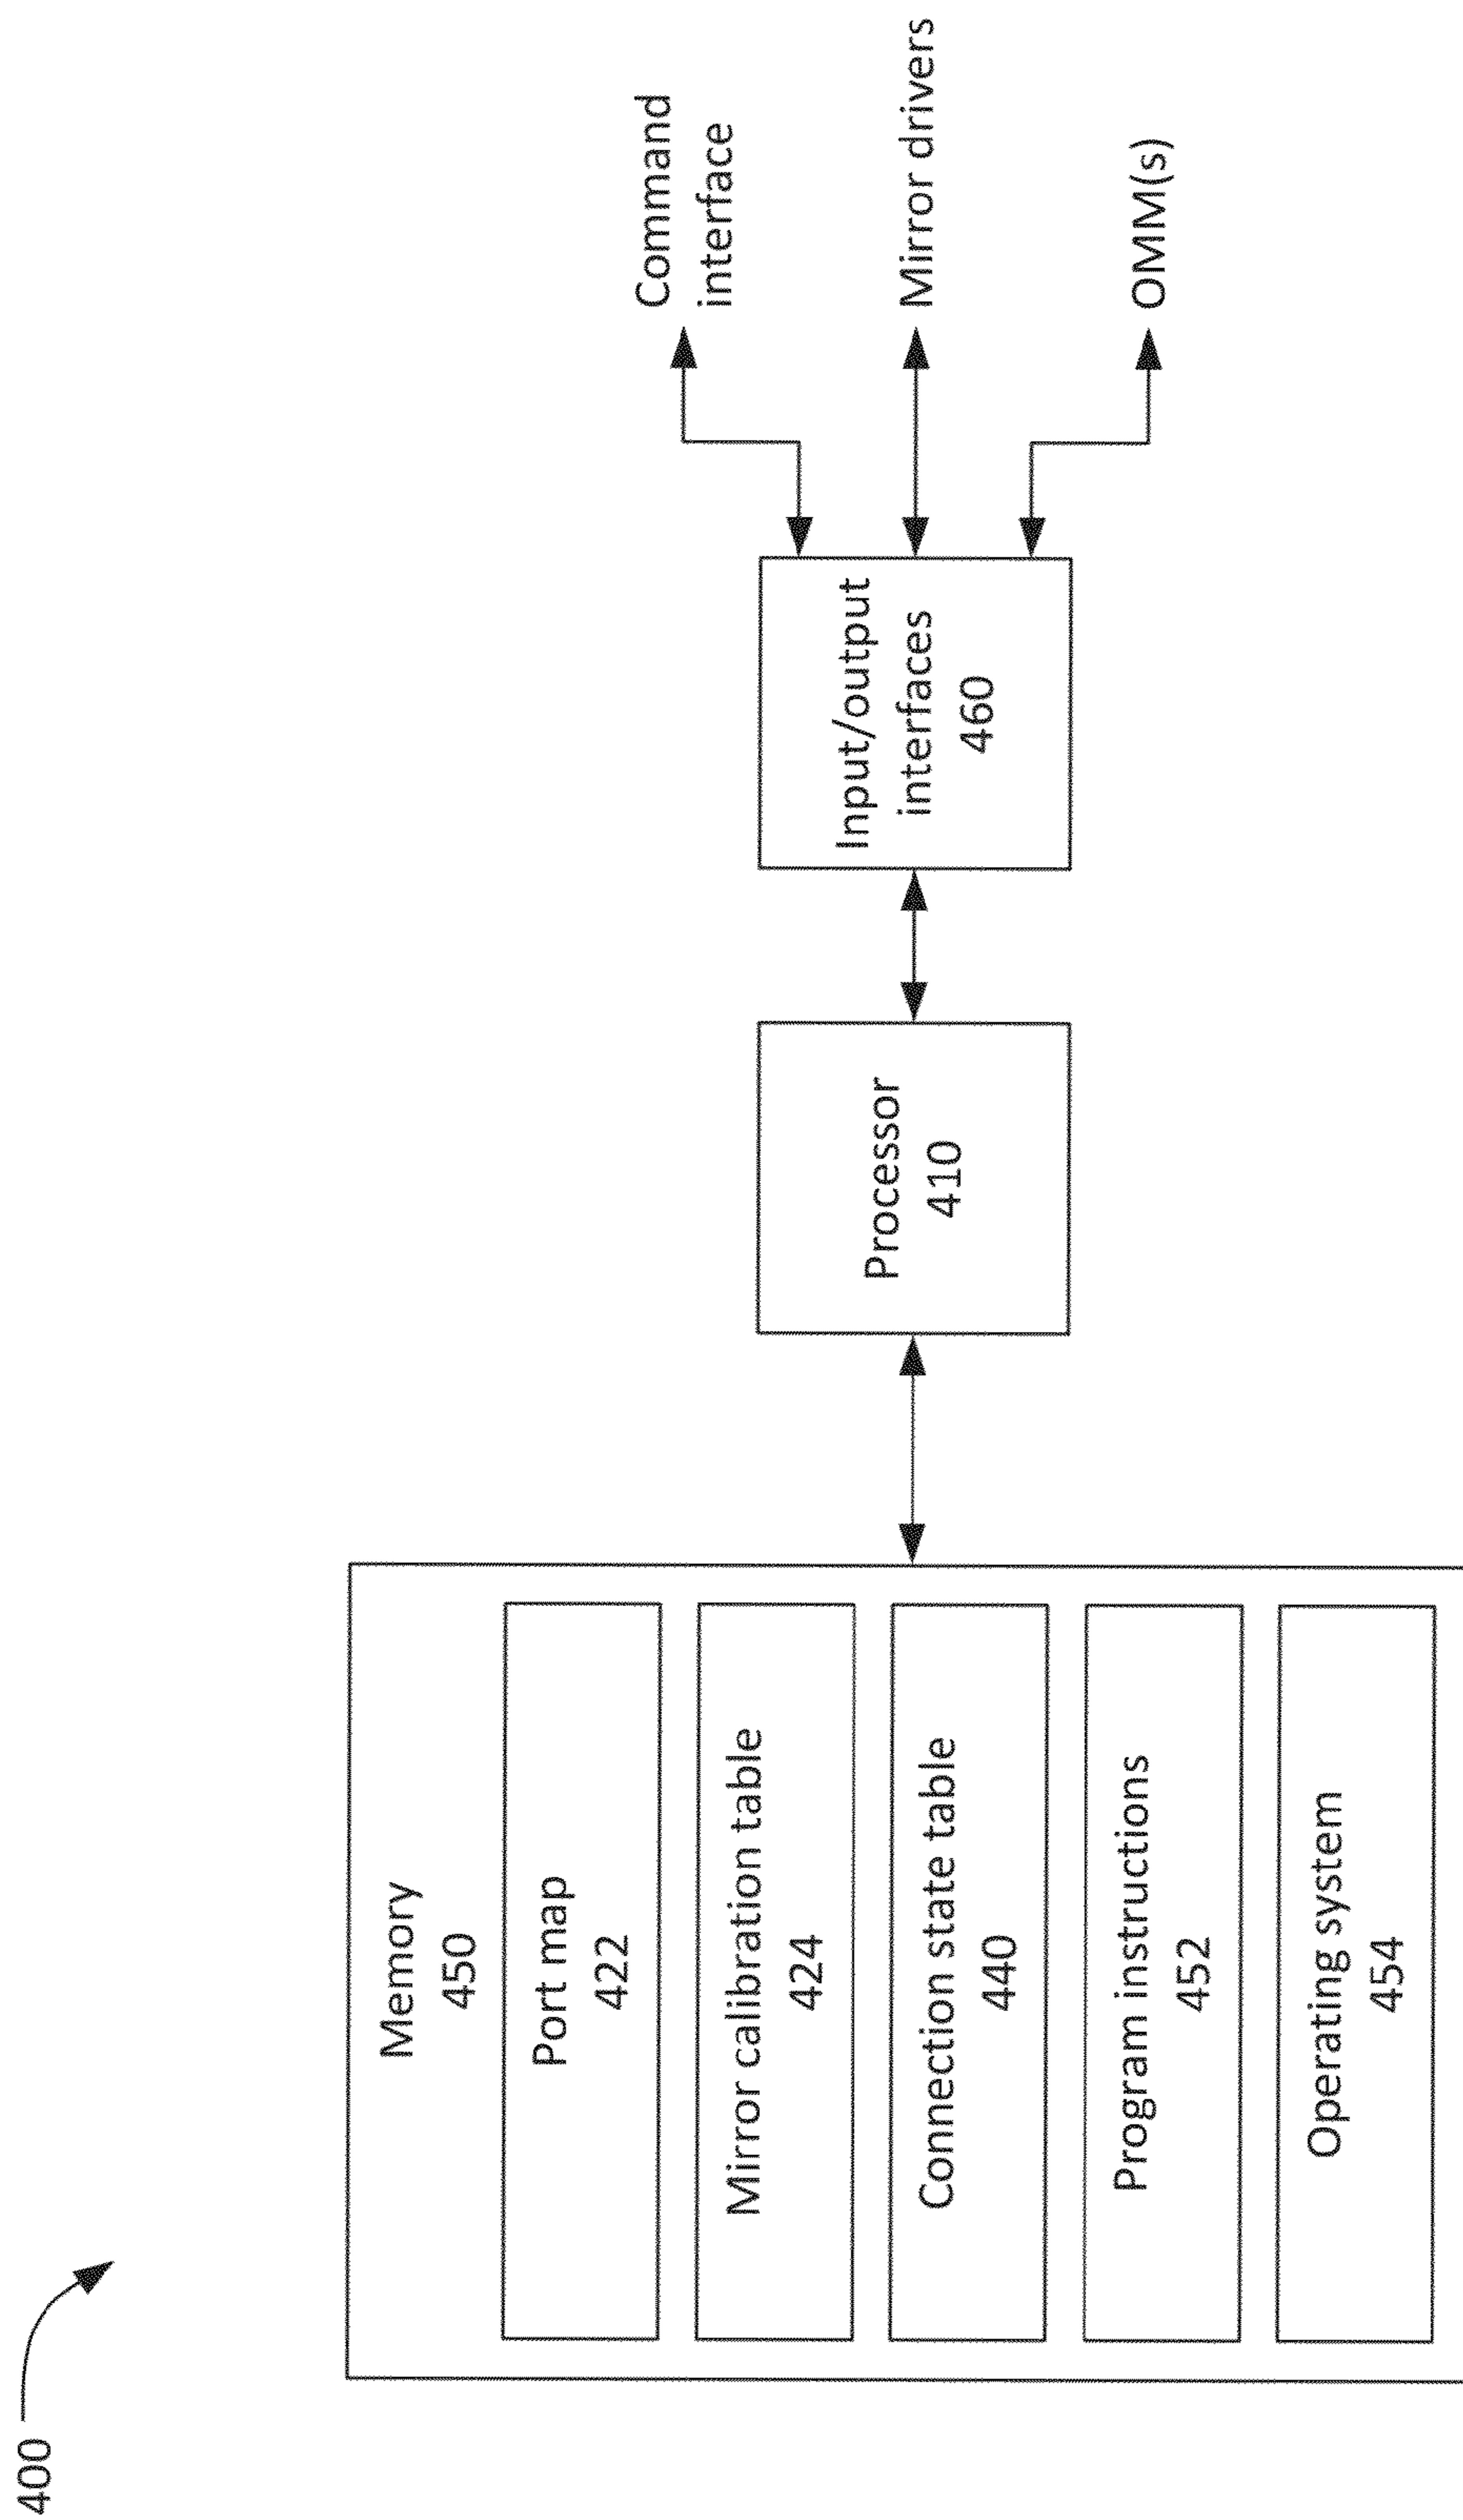 400
Memory
450
Port map
422
Mirror calibration table
424
Connection state table
440
Program instructions
452
Operating system
454
Processor
410
Input/output
interfaces
460
Command
interface
Mirror drivers
OMM(s)